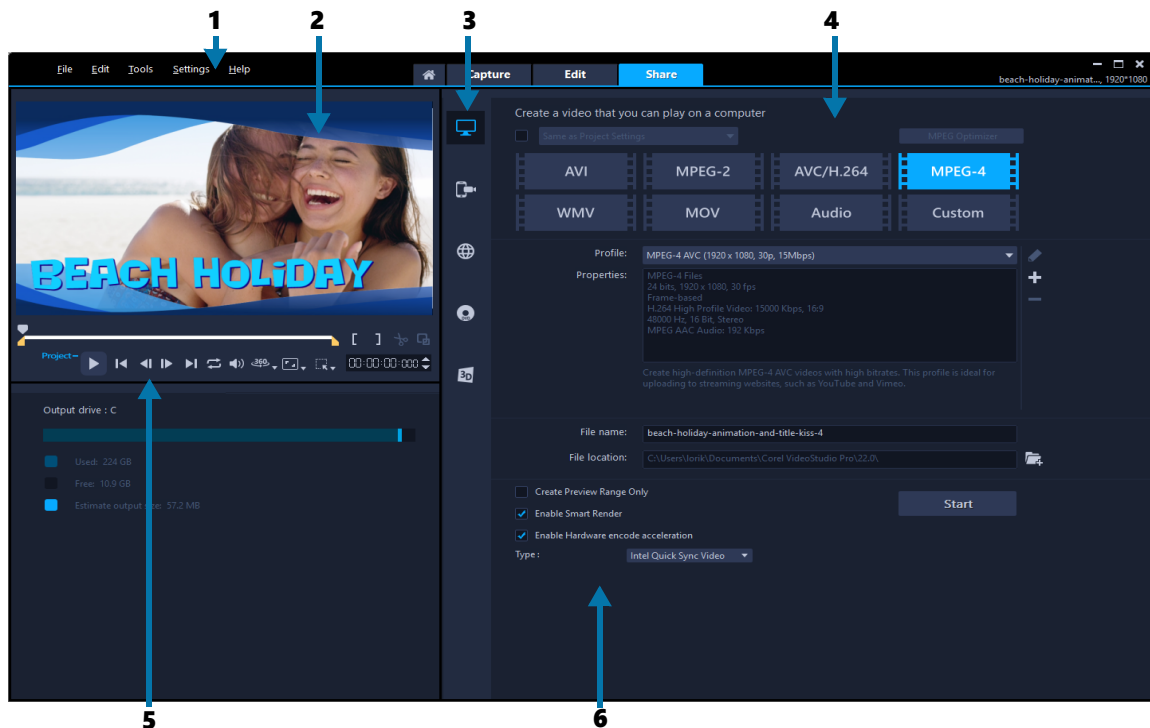 1 2 3 4
File Edit Tools Settings Help
Capture Edit Share
beach-holiday-animat..., 1920*1080
Create a video that you can play on a computer
Same as Project Settings MPEG Optimizer
AVI MPEG-2 AVC/H.264 MPEG-4
WMV MOV Audio Custom
BEACH HOLiDAY
Profile: MPEG-4 AVC (1920 x 1080, 30p, 15Mbps)
Properties: MPEG-4 Files
24 bits, 1920 x 1080, 30 fps
Frame-based
H.264 High Profile Video: 15000 Kbps, 16:9
48000 Hz, 16 Bit, Stereo
MPEG AAC Audio: 192 Kbps
[ ]
Project 360 00:00:00:000
3D
Create high-definition MPEG-4 AVC videos with high bitrates. This profile is ideal for
uploading to streaming websites, such as YouTube and Vimeo.
Output drive : C
Used: 224 GB
Free: 10.9 GB
Estimate output size: 57.2 MB
File name: beach-holiday-animation-and-title-kiss-4
File location: C:\Users\lorik\Documents\Corel VideoStudio Pro\22.0\
Create Preview Range Only
Enable Smart Render
Enable Hardware encode acceleration
Type : Intel Quick Sync Video
Start
5 6